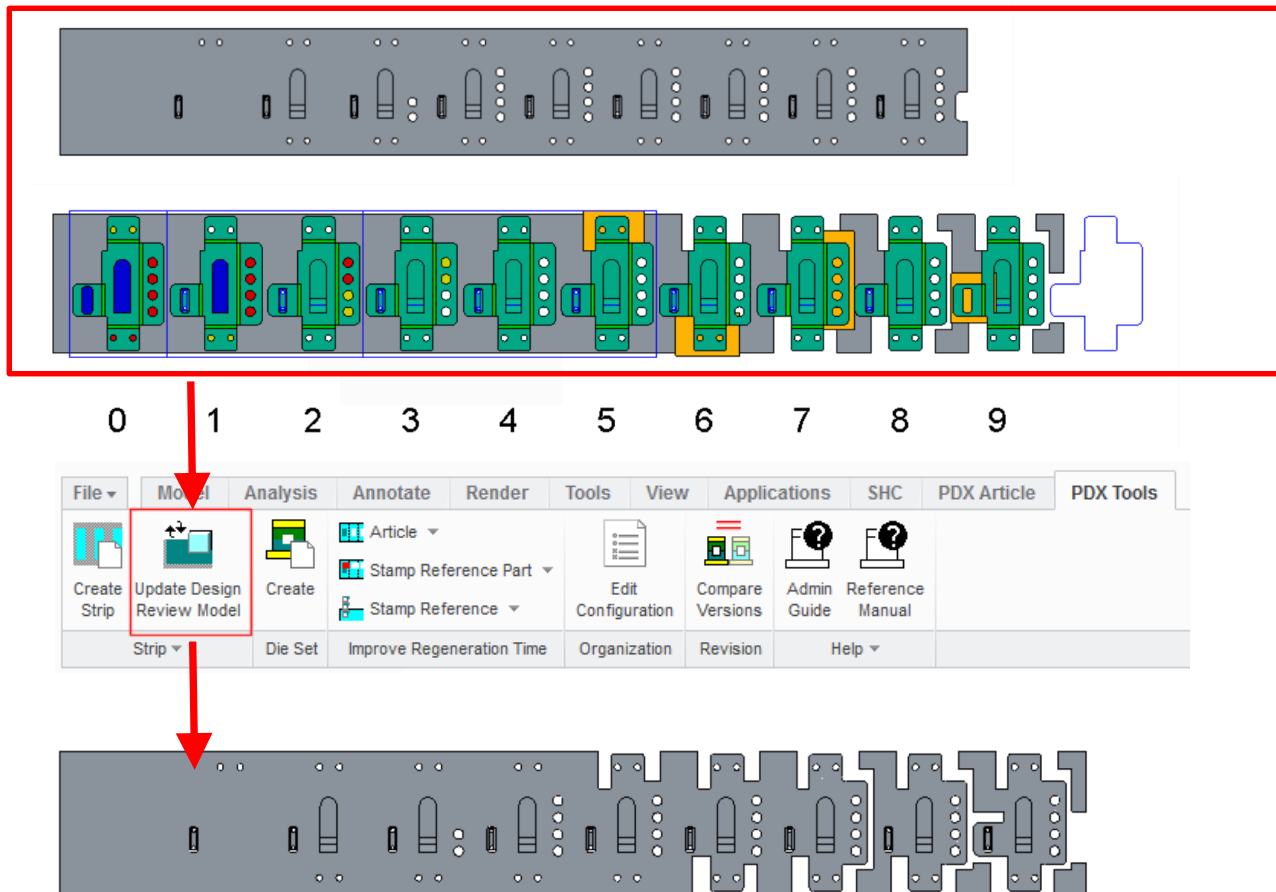 0 1 2 3 4 5 6 7 8 9
File Model Analysis Annotate Render Tools View Applications SHC PDX Article PDX Tools
Create Strip
Update Design Review Model
Create
Article
Stamp Reference Part
Stamp Reference
Edit Configuration
Compare Versions
Admin Guide
Reference Manual
Strip Die Set Improve Regeneration Time Organization Revision Help